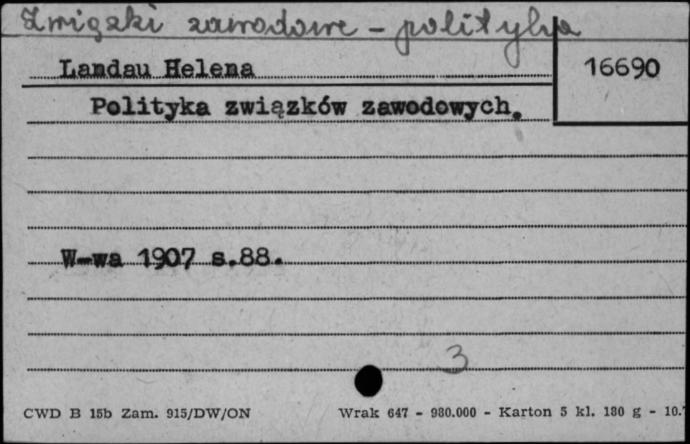 Związki zawodowe - polityka
Landau Helena
16690
Polityka związków zawodowych.
W-wa 1907 s.88.
3
CWD B 15b Zam. 915/DW/ON Wrak 647 - 980.000 - Karton 5 kl. 180 g - 10.